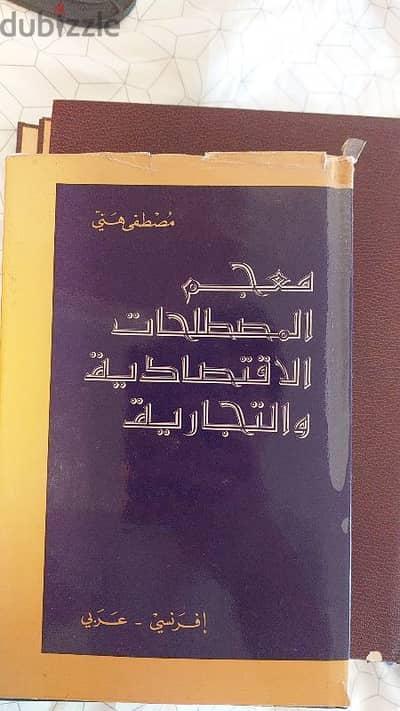 dubizzle
مصطفى هني
معجم
المصطلحات
الاقتصادية
والتجارية
إفرنسي - عربي